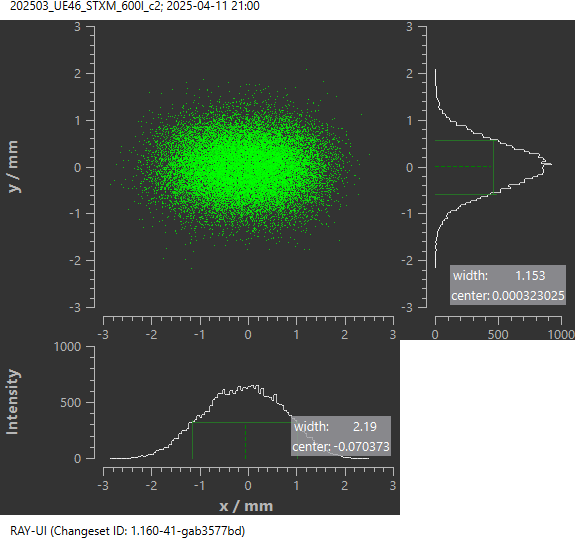 202503_UE46_STXM_600l_c2; 2025-04-11 21:00
3
2
1
0
-1
-2
-3
y / mm
-3 -2 -1 0 1 2 3
3
2
1
0
-1
-2
-3
width: 1.153
center: 0.000323025
0 500 1000
1000
500
0
Intensity
width: 2.19
center: -0.070373
-3 -2 -1 0 1 2 3
x / mm
RAY-UI (Changeset ID: 1.160-41-gab3577bd)